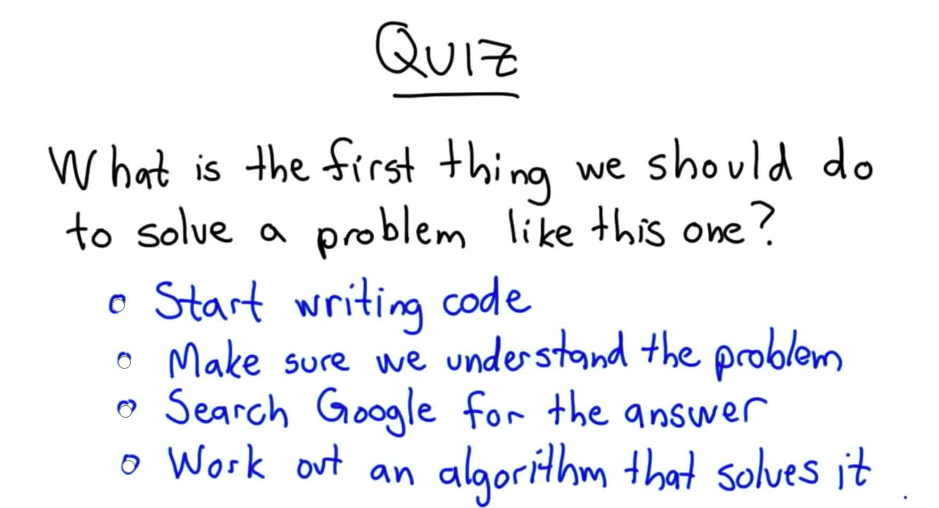 QUIZ
What is the first thing we should do
to solve a problem like this one?
Start writing code
Make sure we understand the problem
Search Google for the answer
Work out an algorithm that solves it